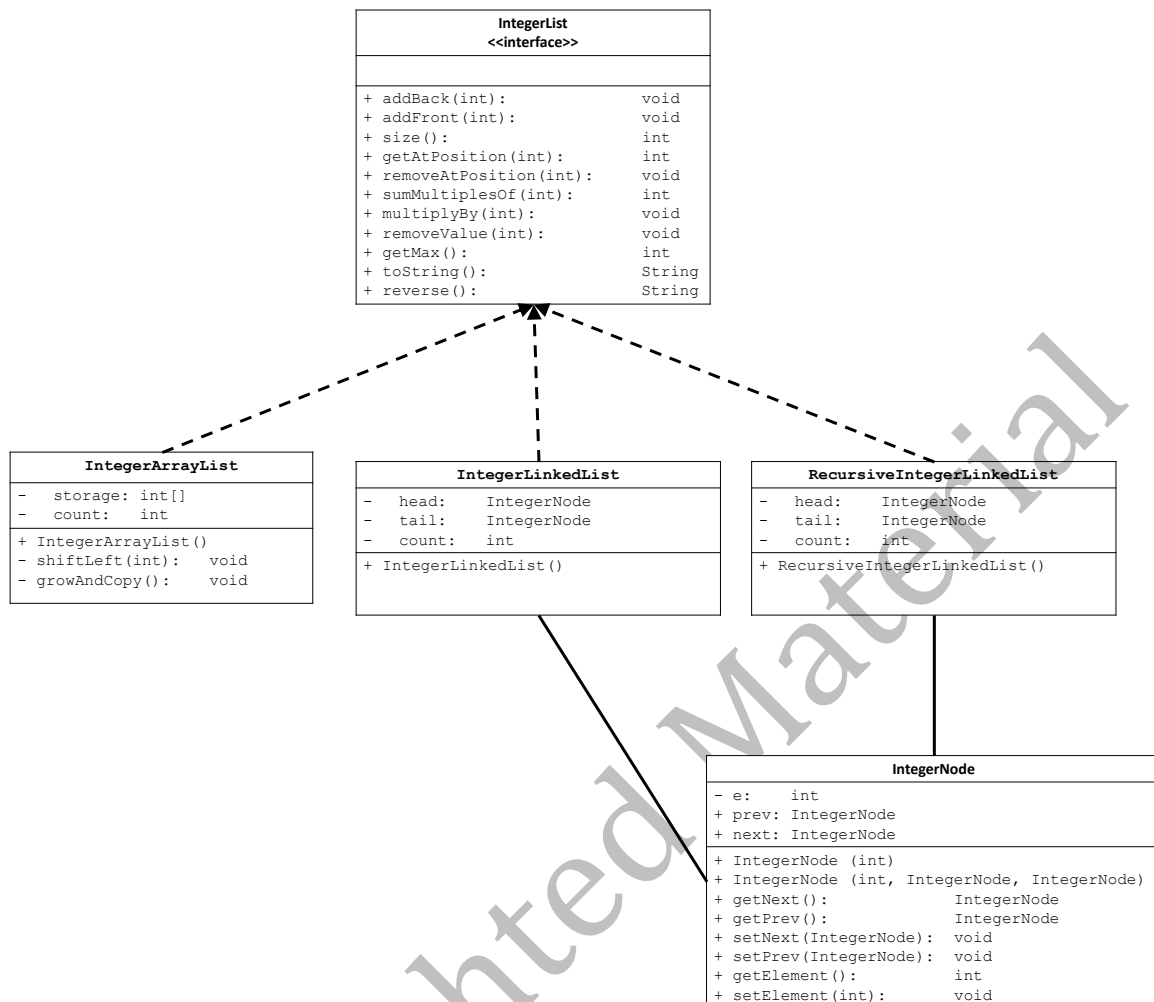 IntegerList
<<interface>>
+ addBack(int): void
+ addFront(int): void
+ size(): int
+ getAtPosition(int): int
+ removeAtPosition(int): void
+ sumMultiplesOf(int): int
+ multiplyBy(int): void
+ removeValue(int): void
+ getMax(): int
+ toString(): String
+ reverse(): String
IntegerArrayList
- storage: int[]
- count: int
+ IntegerArrayList()
- shiftLeft(int): void
- growAndCopy(): void
IntegerLinkedList
- head: IntegerNode
- tail: IntegerNode
- count: int
+ IntegerLinkedList()
RecursiveIntegerLinkedList
- head: IntegerNode
- tail: IntegerNode
- count: int
+ RecursiveIntegerLinkedList()
IntegerNode
- e: int
+ prev: IntegerNode
+ next: IntegerNode
+ IntegerNode (int)
+ IntegerNode (int, IntegerNode, IntegerNode)
+ getNext(): IntegerNode
+ getPrev(): IntegerNode
+ setNext(IntegerNode): void
+ setPrev(IntegerNode): void
+ getElement(): int
+ setElement(int): void
hted Material